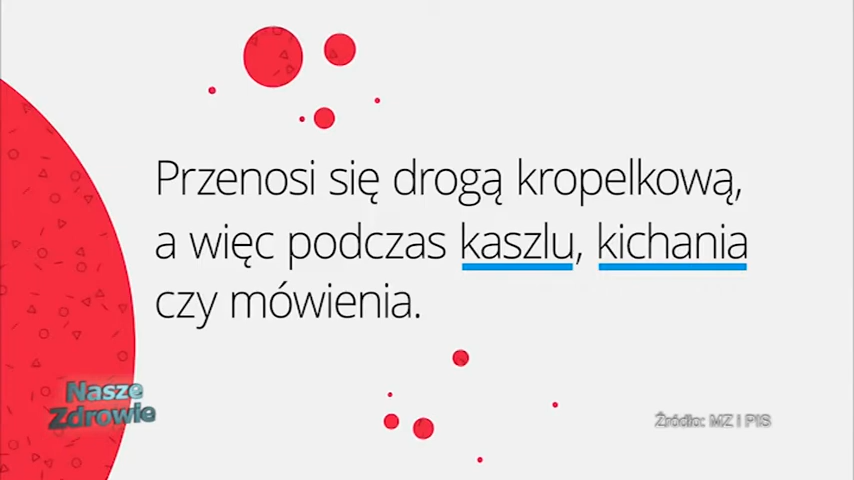 Przenosi się drogą kropelkową,
a więc podczas kaszlu, kichania
czy mówienia.
Nasze
Zdrowie
Źródło: MZ i PIS